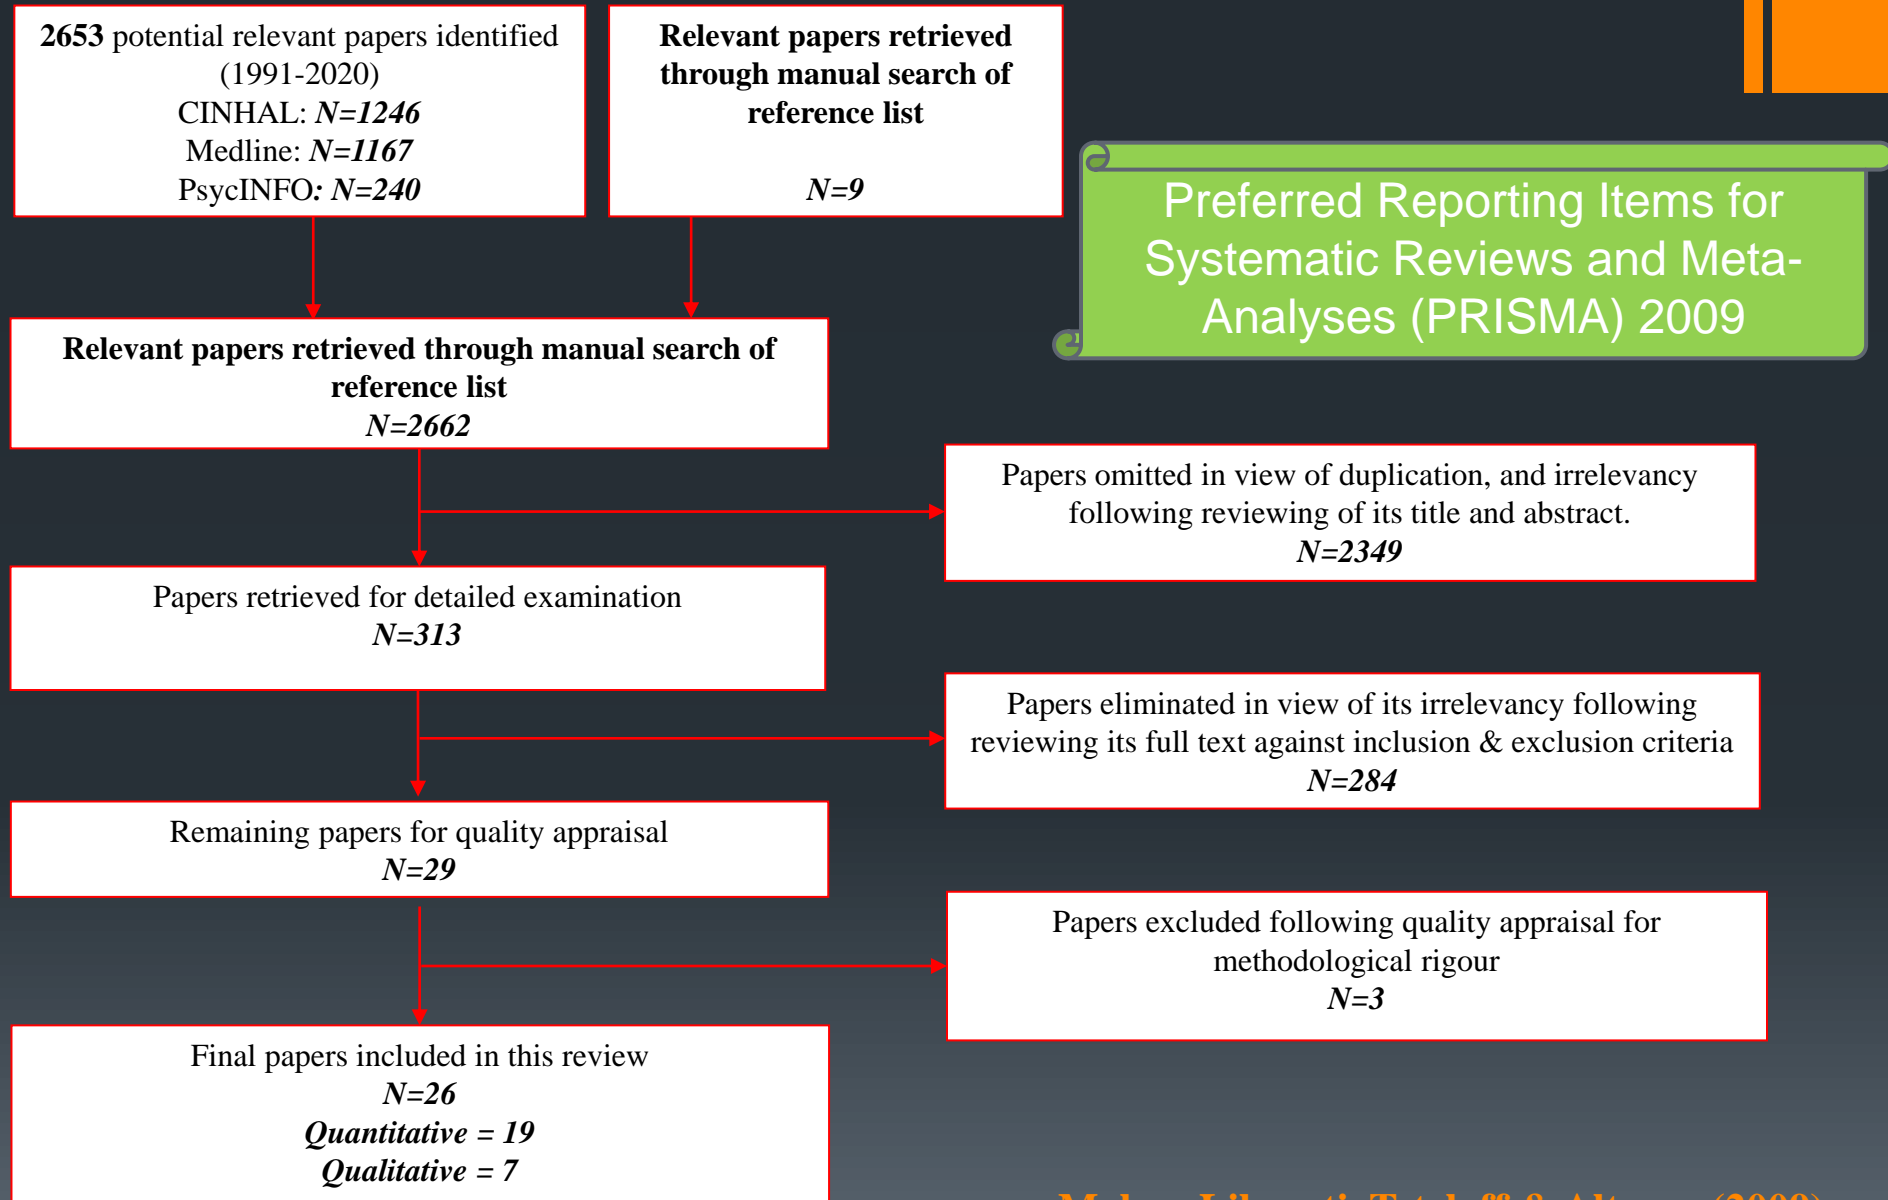 2653 potential relevant papers identified
(1991-2020)
CINHAL: N=1246
Medline: N=1167
PsycINFO: N=240
Relevant papers retrieved
through manual search of
reference list
N=9
Preferred Reporting Items for
Systematic Reviews and Meta-
Analyses (PRISMA) 2009
Relevant papers retrieved through manual search of
reference list
N=2662
Papers omitted in view of duplication, and irrelevancy
following reviewing of its title and abstract.
N=2349
Papers retrieved for detailed examination
N=313
Papers eliminated in view of its irrelevancy following
reviewing its full text against inclusion & exclusion criteria
N=284
Remaining papers for quality appraisal
N=29
Papers excluded following quality appraisal for
methodological rigour
N=3
Final papers included in this review
N=26
Quantitative = 19
Qualitative = 7
(2009)